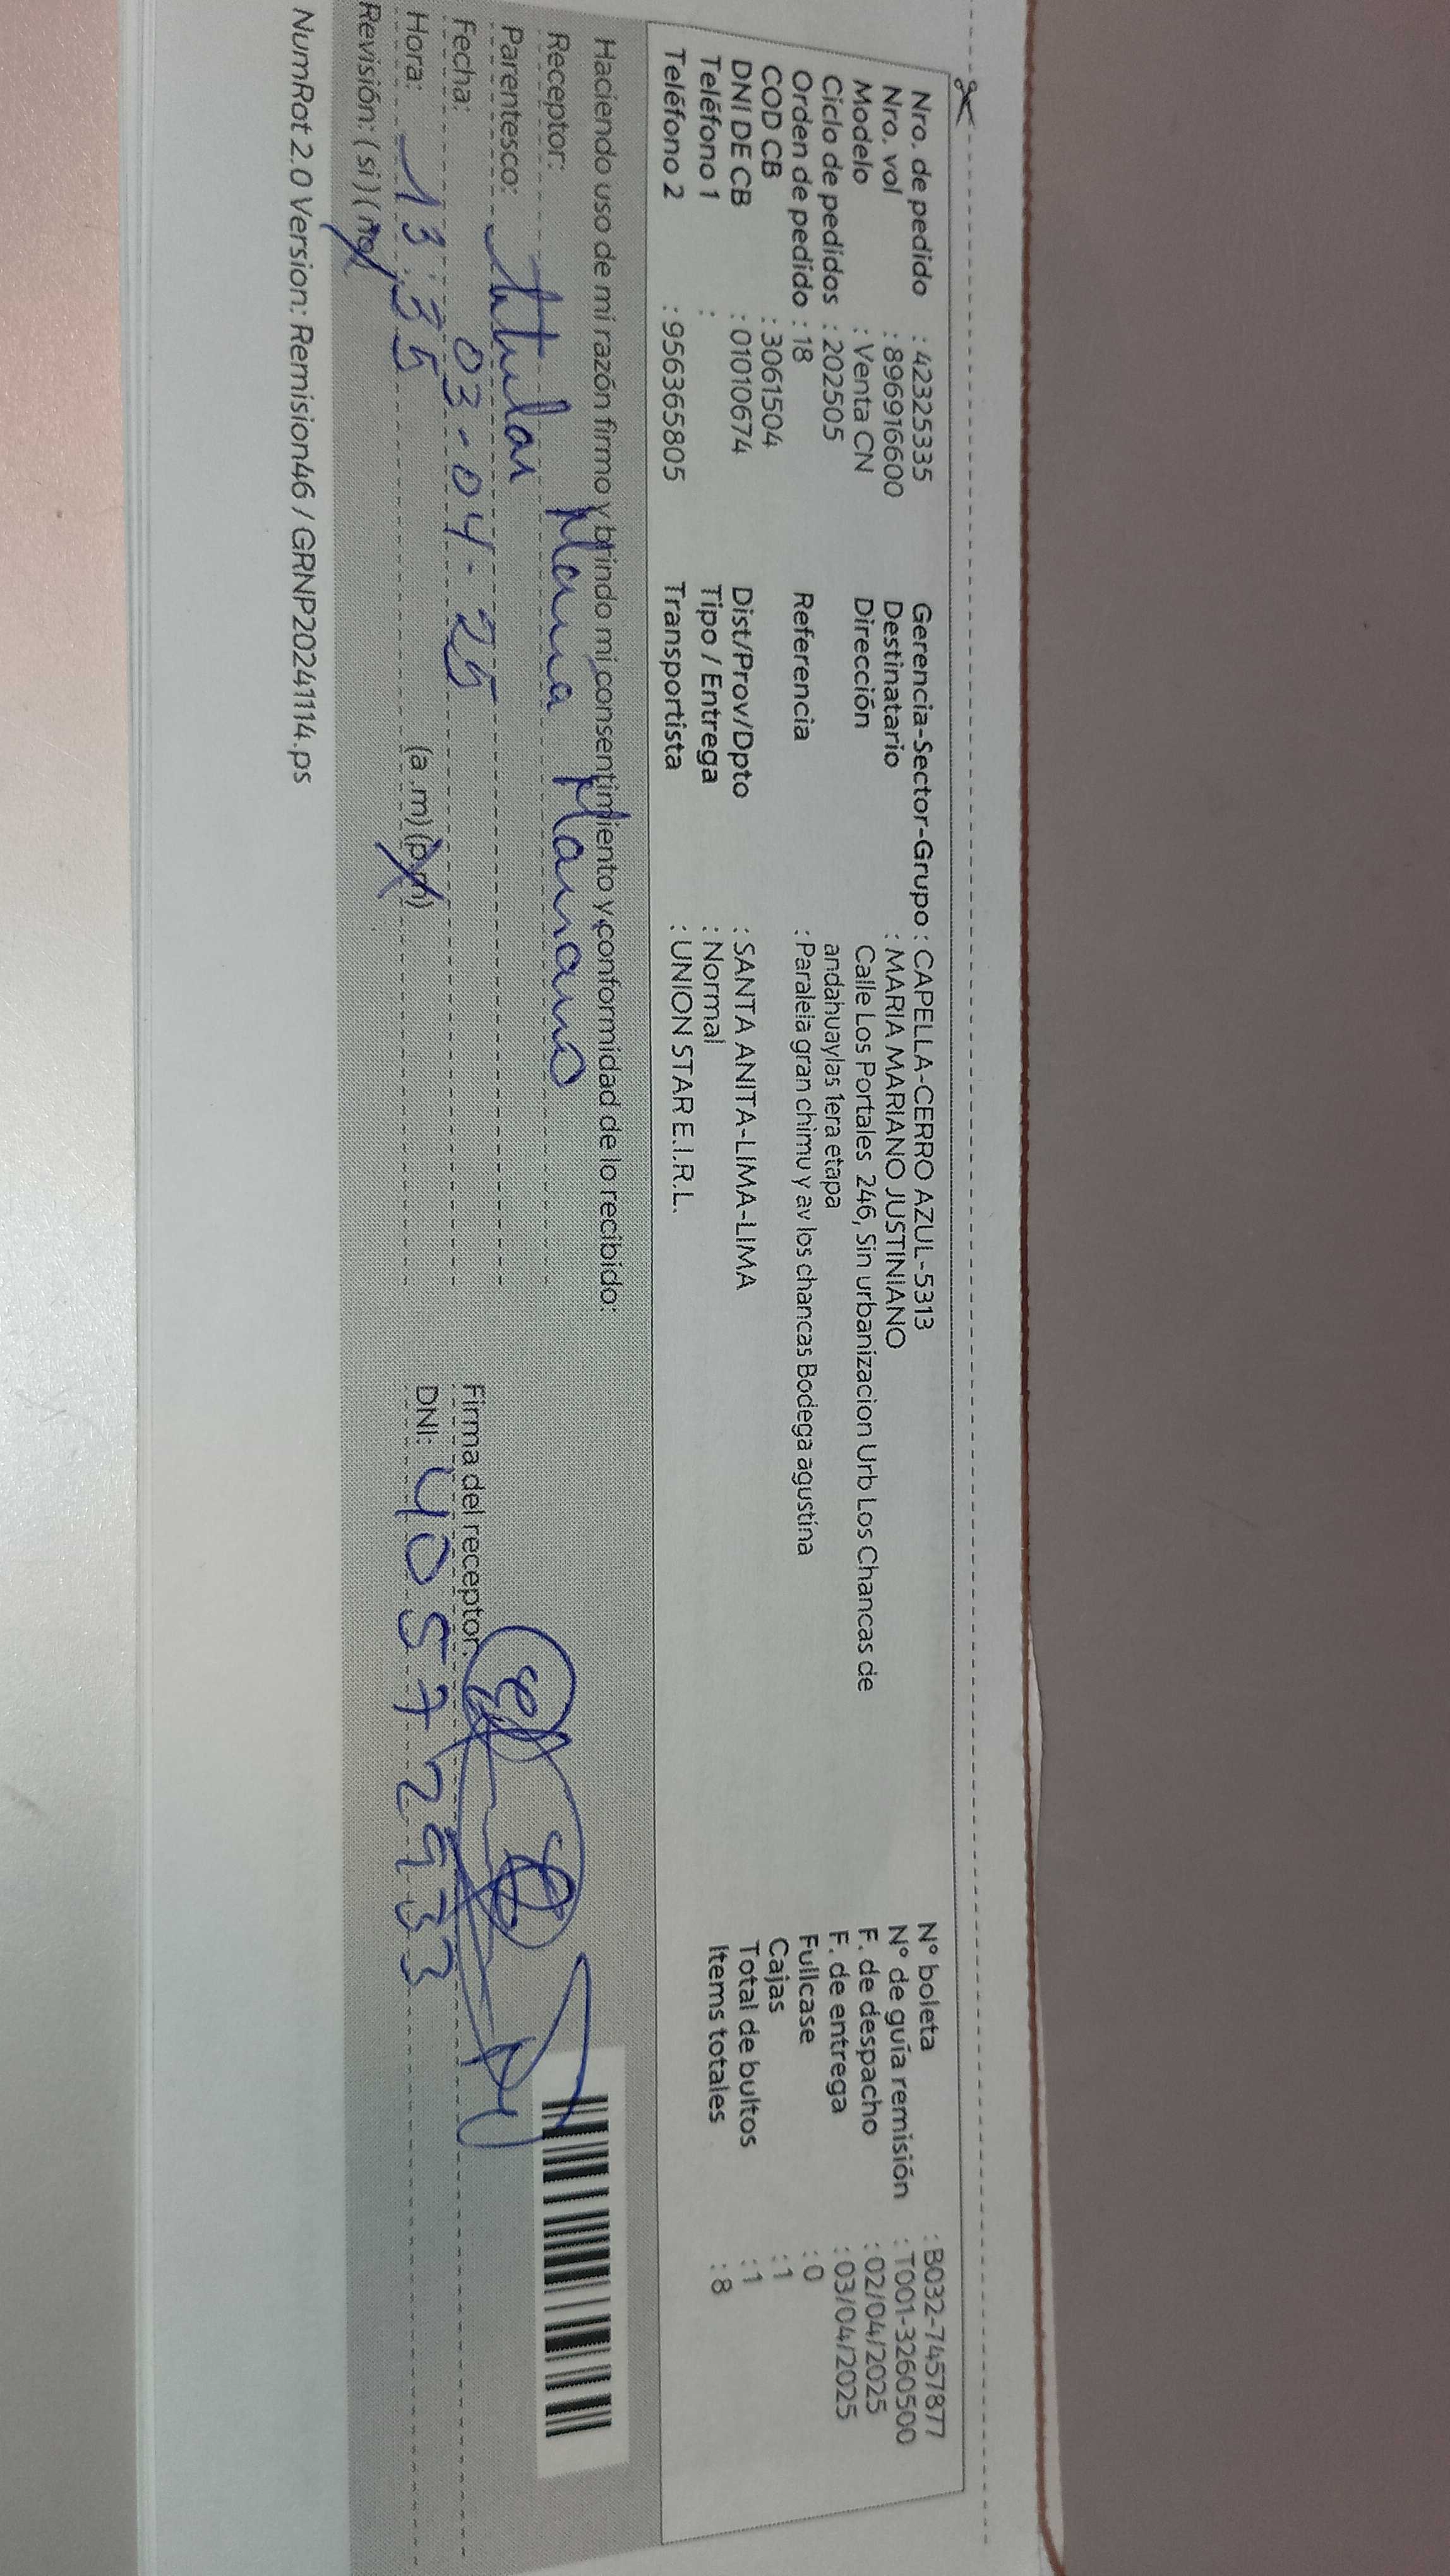 Nro. de pedido : 42325335
Nro. vol : 896916600
Modelo : Venta CN
Ciclo de pedidos : 202505
Orden de pedido : 18
COD CB : 3061504
DNI DE CB : 01010674
Teléfono 1 :
Teléfono 2 : 956365805
Gerencia-Sector-Grupo : CAPELLA-CERRO AZUL-5313
Destinatario : MARIA MARIANO JUSTINIANO
Dirección Calle Los Portales 246, Sin urbanizacion Urb Los Chancas de
andahuaylas 1era etapa
Referencia : Paralela gran chimu y av los chancas Bodega agustina
Dist/Prov/Dpto : SANTA ANITA-LIMA-LIMA
Tipo / Entrega : Normal
Transportista : UNION STAR E.I.R.L.
N° boleta : B032-7457877
N° de guía remisión : T001-3260500
F. de despacho : 02/04/2025
F. de entrega : 03/04/2025
Fullcase : 0
Cajas : 1
Total de bultos : 1
Items totales : 8
Haciendo uso de mi razón firmo y brindo mi consentimiento y conformidad de lo recibido:
Receptor: Maria Mariano
Parentesco: titular
Fecha: 03-04-25
Hora: 13:35 (a .m) (p.m)
Revisión: (si) (no)
Firma del receptor:
DNI: 40572533
NumRot 2.0 Version: Remision46 / GRNP20241114.ps